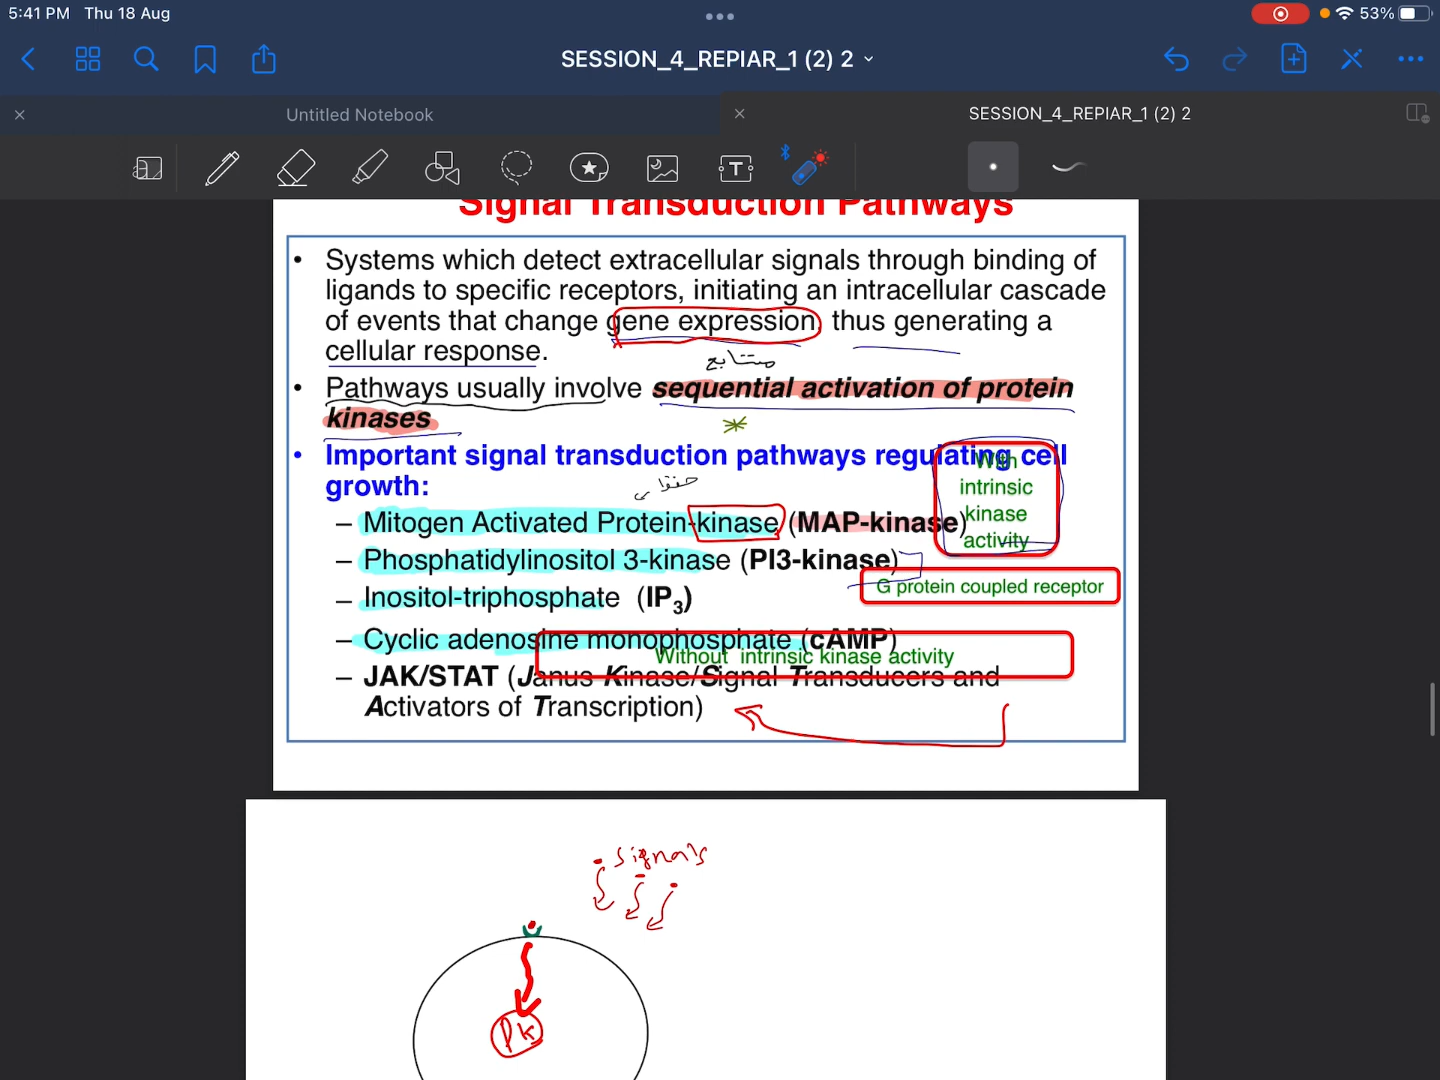 5:41 PM Thu 18 Aug
53%
SESSION_4_REPIAR_1 (2) 2
Untitled Notebook
SESSION_4_REPIAR_1 (2) 2
Signal Transduction Pathways
• Systems which detect extracellular signals through binding of
ligands to specific receptors, initiating an intracellular cascade
of events that change gene expression, thus generating a
cellular response.
متتابع
• Pathways usually involve sequential activation of protein
kinases
• Important signal transduction pathways regulating cell
growth:
– Mitogen Activated Protein-kinase (MAP-kinase)
With
intrinsic
kinase
activity
– Phosphatidylinositol 3-kinase (PI3-kinase)
G protein coupled receptor
– Inositol-triphosphate (IP3)
– Cyclic adenosine monophosphate (cAMP)
Without intrinsic kinase activity
– JAK/STAT (Janus Kinase/Signal Transducers and
Activators of Transcription)
signals
PK